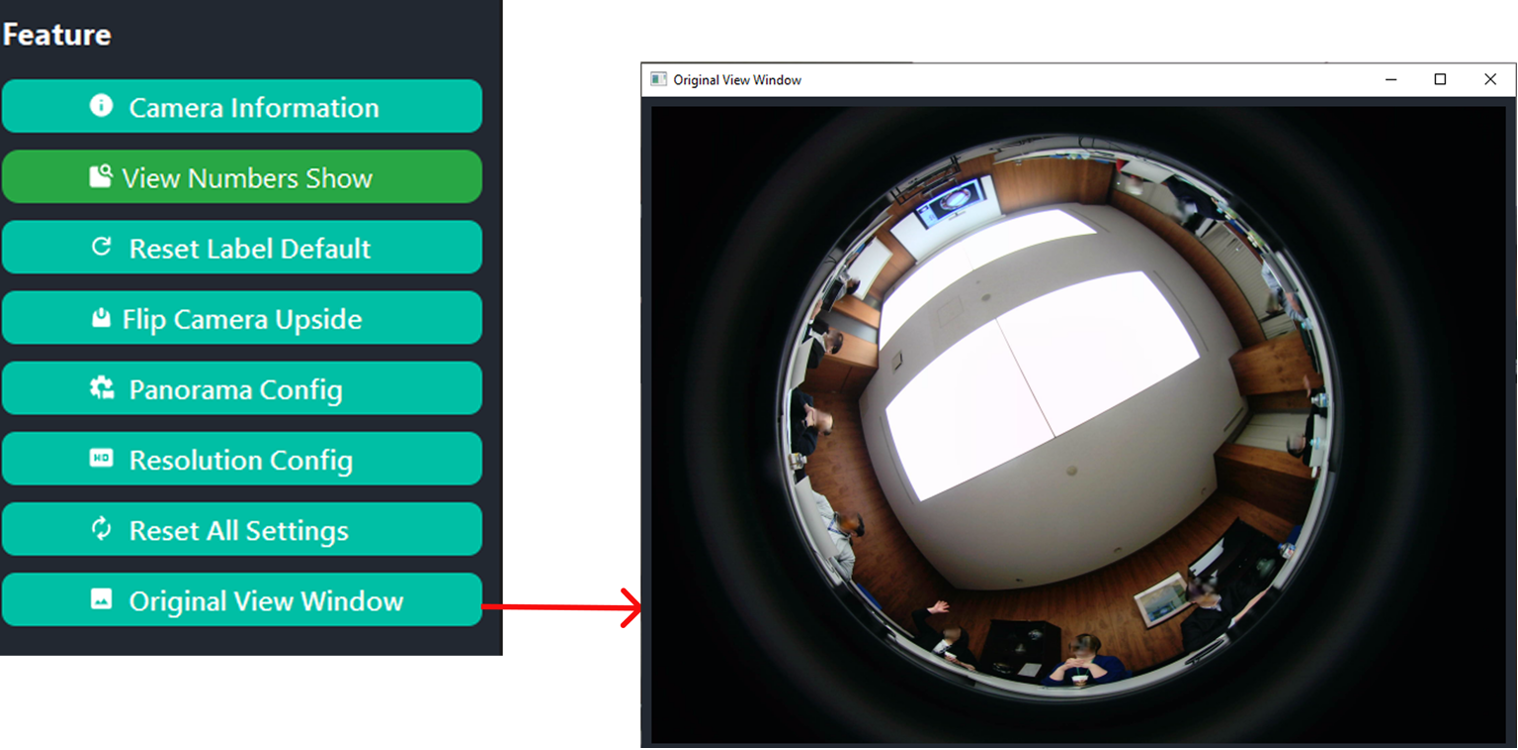 Feature
Camera Information
View Numbers Show
Reset Label Default
Flip Camera Upside
Panorama Config
HD Resolution Config
Reset All Settings
Original View Window
Original View Window